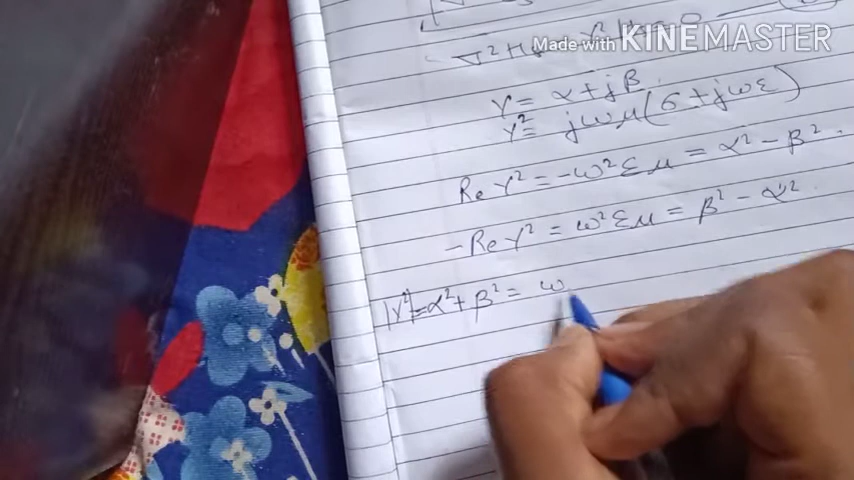 Made with KINEMASTER
γ = α + jβ
γ² = jωμ(σ + jωε)
Re γ² = -ω²εμ = α² - β².
-Re γ² = ω²εμ = β² - α².
|γ²| = α² + β² = ω